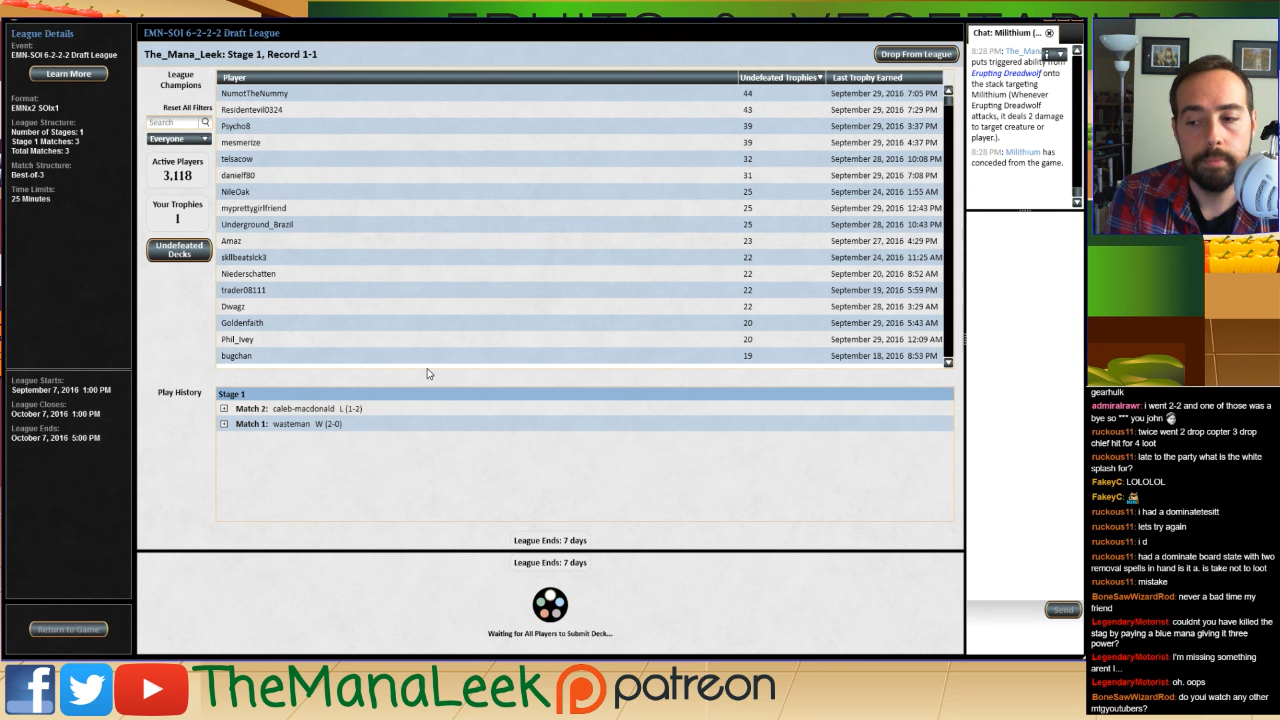 FRUITS & VEGETABLES
League Details
Event:
EMN-SOI 6-2-2-2 Draft League
Learn More
Format:
EMNx2 SOIx1
League Structure:
Number of Stages: 1
Stage 1 Matches: 3
Total Matches: 3
Match Structure:
Best-of-3
Time Limits:
25 Minutes
League Starts:
September 7, 2016 1:00 PM
League Closes:
October 7, 2016 1:00 PM
League Ends:
October 7, 2016 5:00 PM
Return to Game
EMN-SOI 6-2-2-2 Draft League
The_Mana_Leek: Stage 1, Record 1-1
Drop From League
League
Champions
Reset All Filters
Search
Everyone
Active Players
3,118
Your Trophies
1
Undefeated
Decks
Player Undefeated Trophies Last Trophy Earned
NumotTheNummy 44 September 29, 2016 7:05 PM
Residentevil0324 43 September 29, 2016 7:29 PM
Psycho8 39 September 29, 2016 3:37 PM
mesmerize 39 September 29, 2016 4:37 PM
telsacow 32 September 28, 2016 10:08 PM
danielf80 31 September 29, 2016 7:08 PM
NileOak 25 September 24, 2016 1:55 AM
myprettygirlfriend 25 September 29, 2016 12:43 PM
Underground_Brazil 25 September 28, 2016 10:43 PM
Amaz 23 September 27, 2016 4:29 PM
skllbeatslck3 22 September 24, 2016 11:25 AM
Niederschatten 22 September 20, 2016 8:52 AM
trader08111 22 September 19, 2016 5:59 PM
Dwagz 22 September 28, 2016 3:29 AM
Goldenfaith 20 September 29, 2016 5:43 AM
Phil_Ivey 20 September 29, 2016 12:09 AM
bugchan 19 September 18, 2016 8:53 PM
Play History
Stage 1
Match 2: caleb-macdonald L (1-2)
Match 1: wasteman W (2-0)
League Ends: 7 days
League Ends: 7 days
Waiting for All Players to Submit Deck...
Chat: Milithium (...
8:28 PM: The_Man
puts triggered ability from
Erupting Dreadwolf onto
the stack targeting
Milithium (Whenever
Erupting Dreadwolf
attacks, it deals 2 damage
to target creature or
player.).
8:28 PM: Milithium has
conceded from the game.
Send
gearhulk
admiralrawr: i went 2-2 and one of those was a
bye so *** you john
ruckous11: twice went 2 drop copter 3 drop
chief hit for 4 loot
ruckous11: late to the party what is the white
splash for?
FakeyC: LOLOLOL
FakeyC:
ruckous11: i had a dominatetesitt
ruckous11: lets try again
ruckous11: i d
ruckous11: had a dominate board state with two
removal spells in hand is it a. is take not to loot
ruckous11: mistake
BoneSawWizardRod: never a bad time my
friend
LegendaryMotorist: couldnt you have killed the
stag by paying a blue mana giving it three
power?
LegendaryMotorist: I'm missing something
arent I...
LegendaryMotorist: oh. oops
BoneSawWizardRod: do youi watch any other
mtgyoutubers?
TheManaLeek patreon